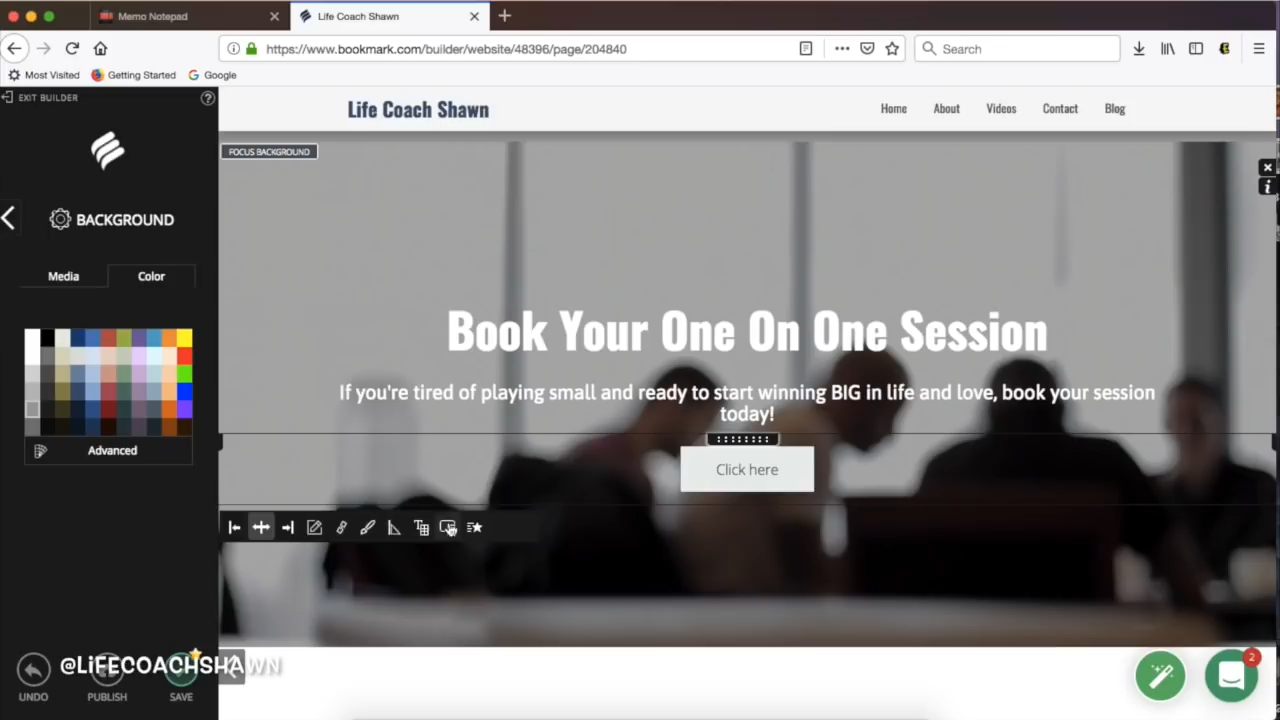 Memo Notepad
Life Coach Shawn
https://www.bookmark.com/builder/website/48396/page/204840
Search
Most Visited
Getting Started
Google
EXIT BUILDER
Life Coach Shawn
Home
About
Videos
Contact
Blog
FOCUS BACKGROUND
BACKGROUND
Media
Color
Book Your One On One Session
If you're tired of playing small and ready to start winning BIG in life and love, book your session
today!
Advanced
Click here
@LiFECOACHSHAWN
2
UNDO
PUBLISH
SAVE